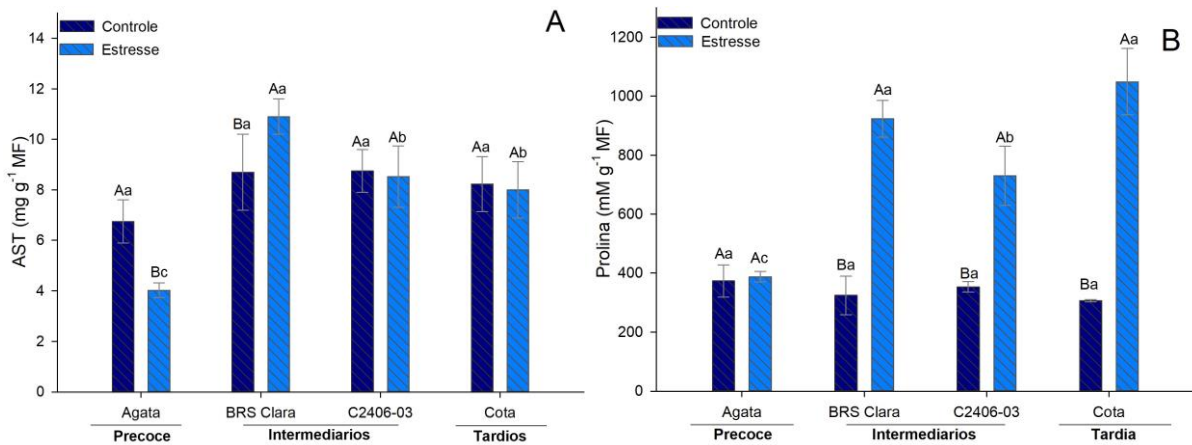 A
Controle
Estresse
AST (mg g⁻¹ MF)
14
12
10
8
6
4
2
0
Aa
Bc
Ba
Aa
Aa
Ab
Aa
Ab
Agata
BRS Clara
C2406-03
Cota
Precoce
Intermediarios
Tardios
B
Controle
Estresse
Prolina (mM g⁻¹ MF)
1200
1000
800
600
400
200
0
Aa
Ac
Ba
Aa
Ba
Ab
Ba
Aa
Agata
BRS Clara
C2406-03
Cota
Precoce
Intermediarios
Tardia